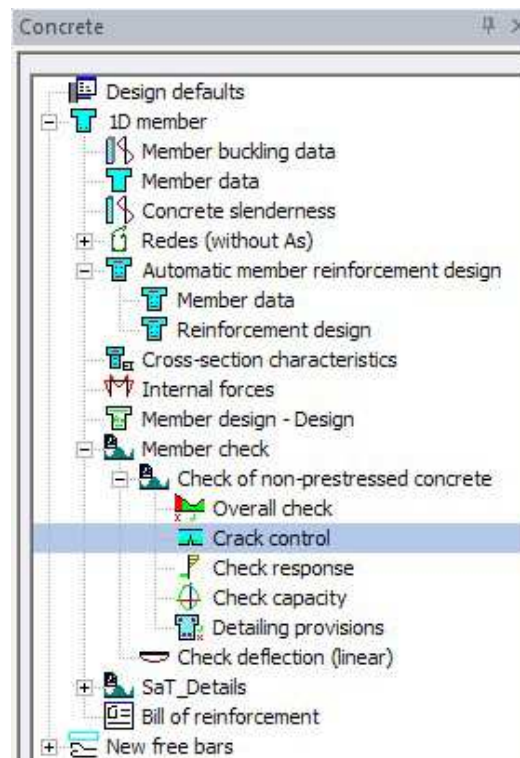 Concrete
Design defaults
1D member
Member buckling data
Member data
Concrete slenderness
Redes (without As)
Automatic member reinforcement design
Member data
Reinforcement design
Cross-section characteristics
Internal forces
Member design - Design
Member check
Check of non-prestressed concrete
Overall check
Crack control
Check response
Check capacity
Detailing provisions
Check deflection (linear)
SaT_Details
Bill of reinforcement
New free bars